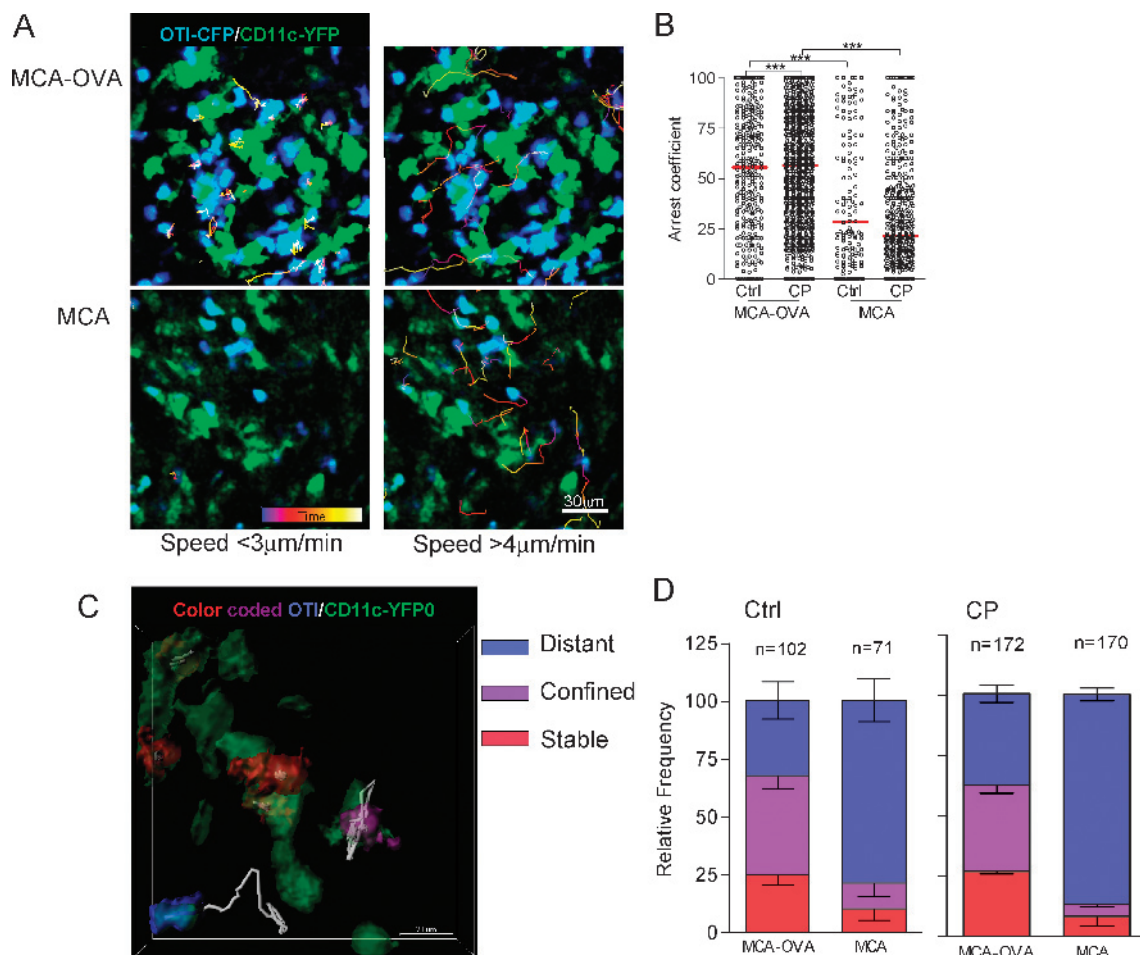 A
OTI-CFP/CD11c-YFP
MCA-OVA
MCA
Time
30µm
Speed <3µm/min
Speed >4µm/min
B
***
***
***
Arrest coefficient
100
75
50
25
0
Ctrl CP Ctrl CP
MCA-OVA MCA
C
Color coded OTI/CD11c-YFP0
Distant
Confined
Stable
D
Ctrl CP
n=102 n=71 n=172 n=170
Relative Frequency
125
100
75
50
25
0
MCA-OVA MCA MCA-OVA MCA